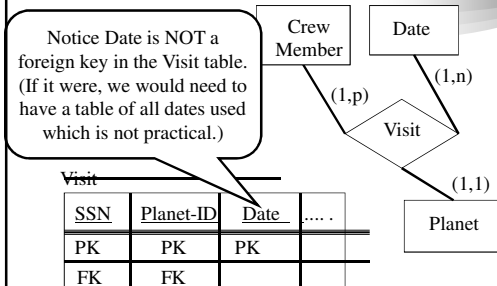 Notice Date is NOT a
foreign key in the Visit table.
(If it were, we would need to
have a table of all dates used
which is not practical.)
Crew
Member
Date
(1,p)
(1,n)
Visit
(1,1)
Planet
Visit
SSN Planet-ID Date .... .
PK PK PK
FK FK